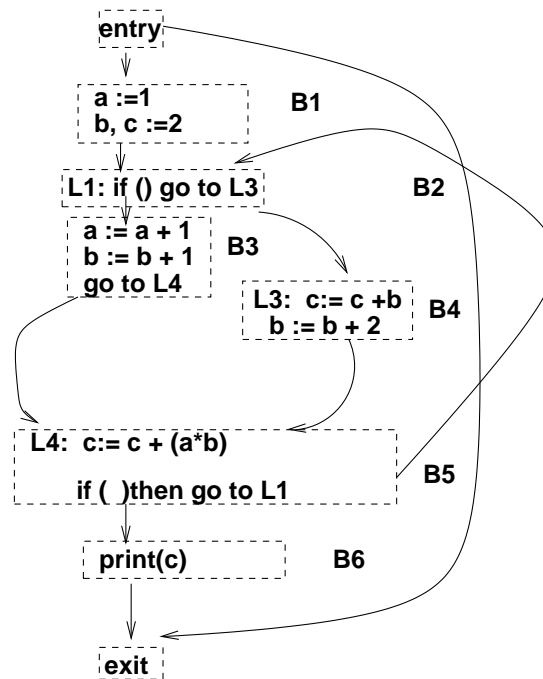 entry
a :=1
b, c :=2
B1
L1: if () go to L3
B2
a := a + 1
b := b + 1
go to L4
B3
L3: c:= c +b
b := b + 2
B4
L4: c:= c + (a*b)
if ( )then go to L1
B5
print(c)
B6
exit